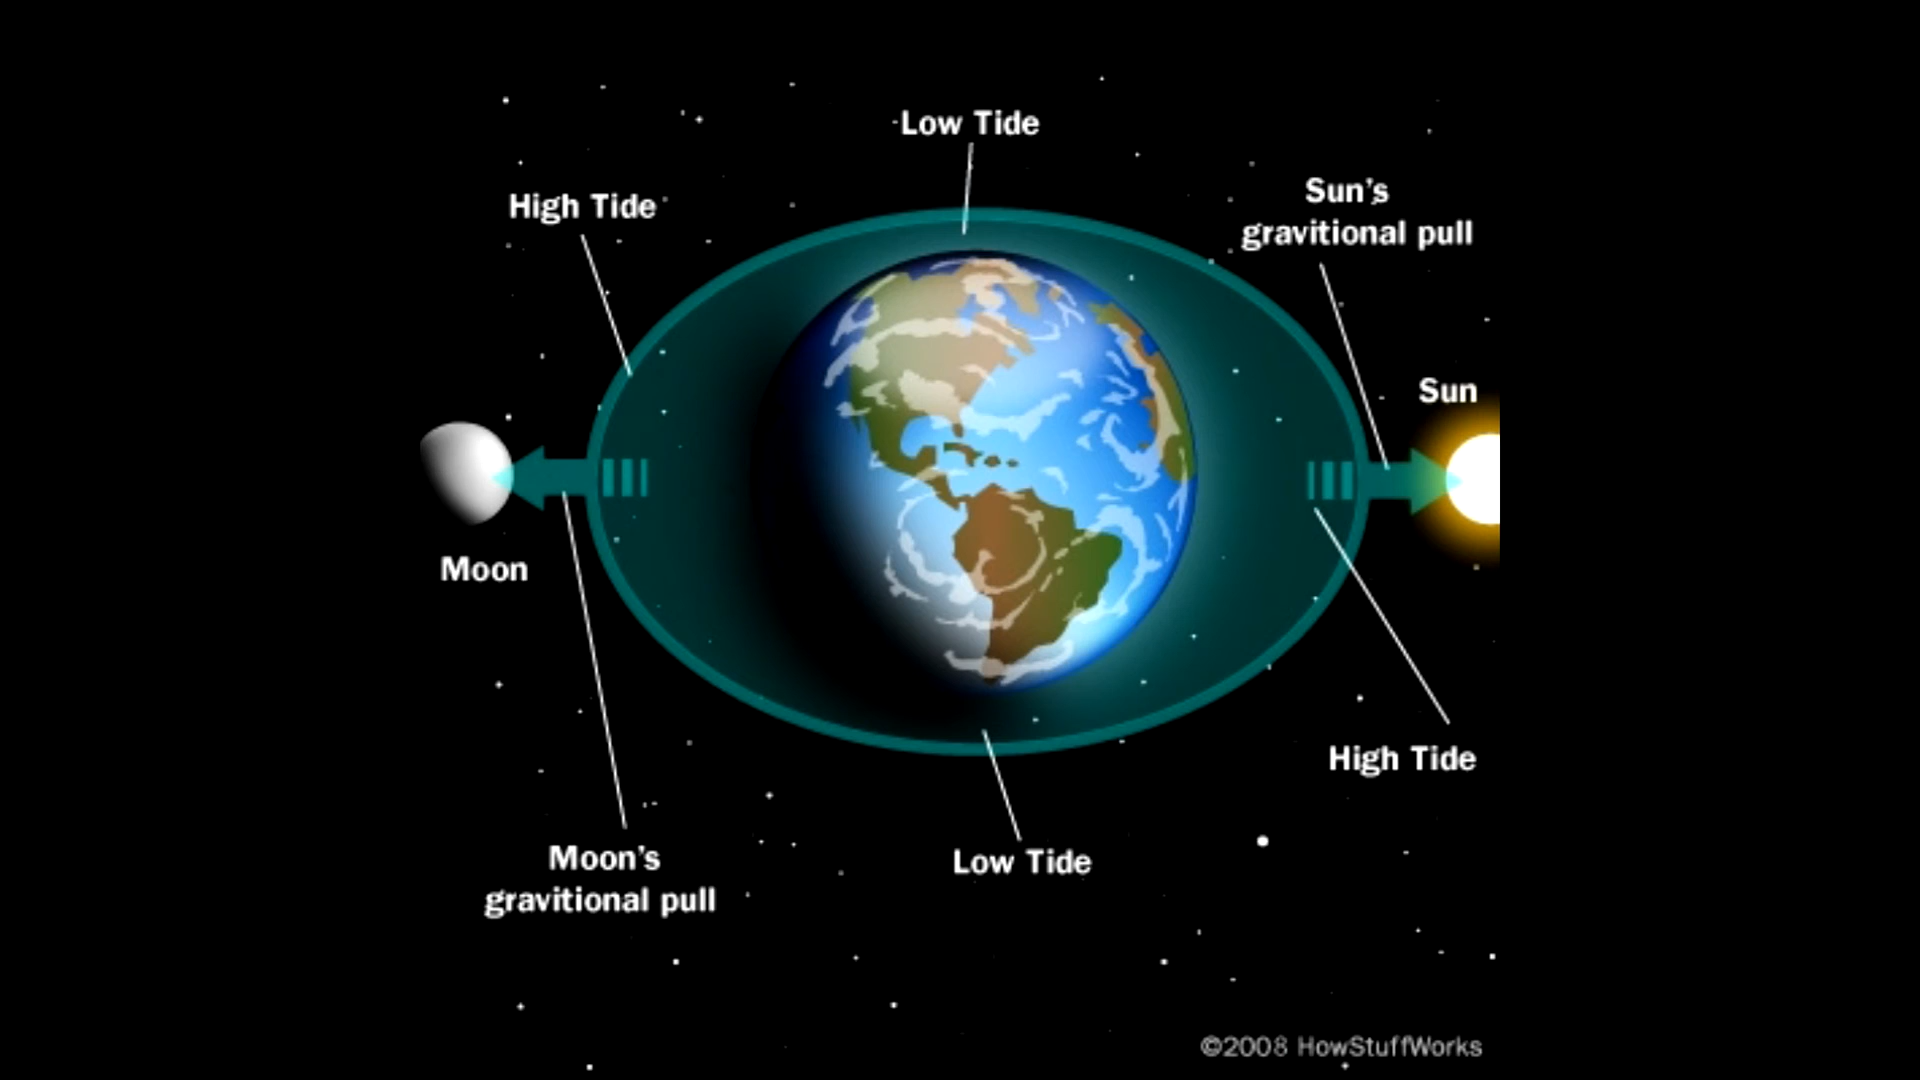 Low Tide
High Tide
Sun's
gravitional pull
Sun
Moon
High Tide
Moon's
gravitional pull
Low Tide
©2008 HowStuffWorks